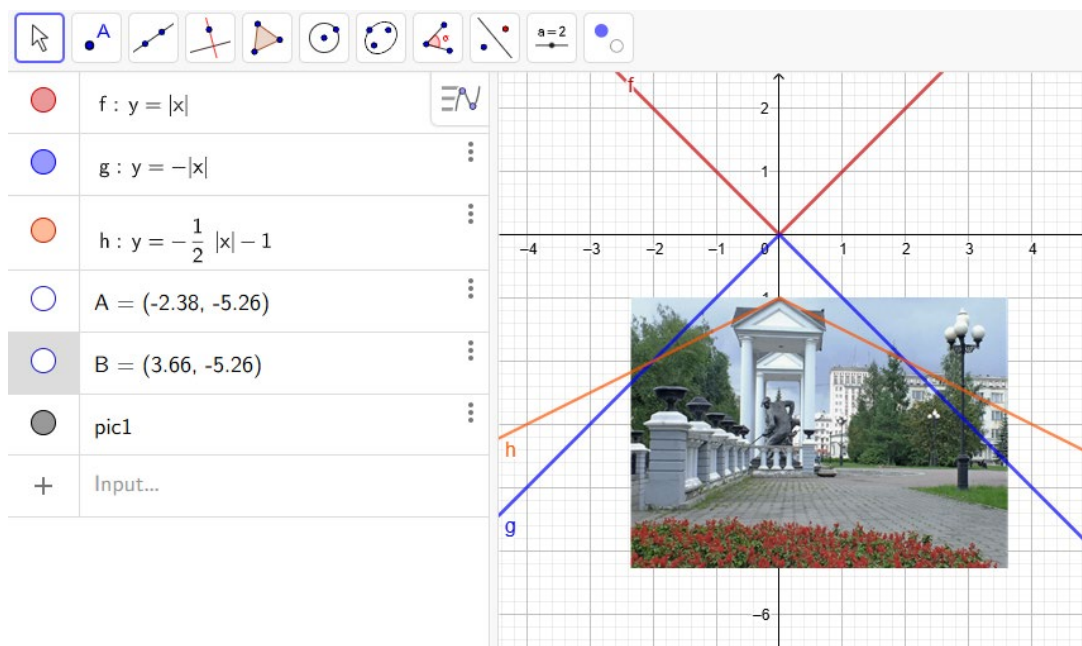 A
a = 2
f : y = |x|
g : y = −|x|
h : y = − 1/2 |x| − 1
A = (-2.38, -5.26)
B = (3.66, -5.26)
pic1
+ Input...
f
2
1
−4 −3 −2 −1 0 1 2 3 4
h
g
−6